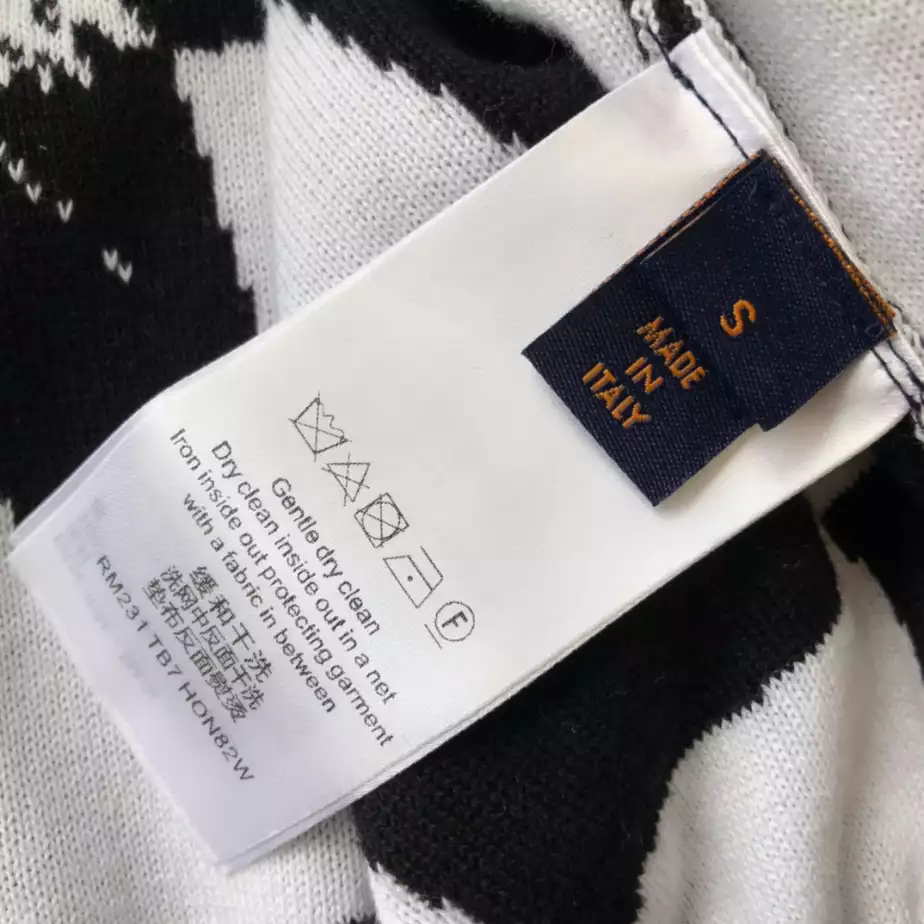 S
MADE
IN
ITALY
F
Gentle dry clean
Dry clean inside out in a net
Iron inside out protecting garment
with a fabric in between
缓和干洗
洗网中反面干洗
垫布反面熨烫
RM231 TB7 HON82W